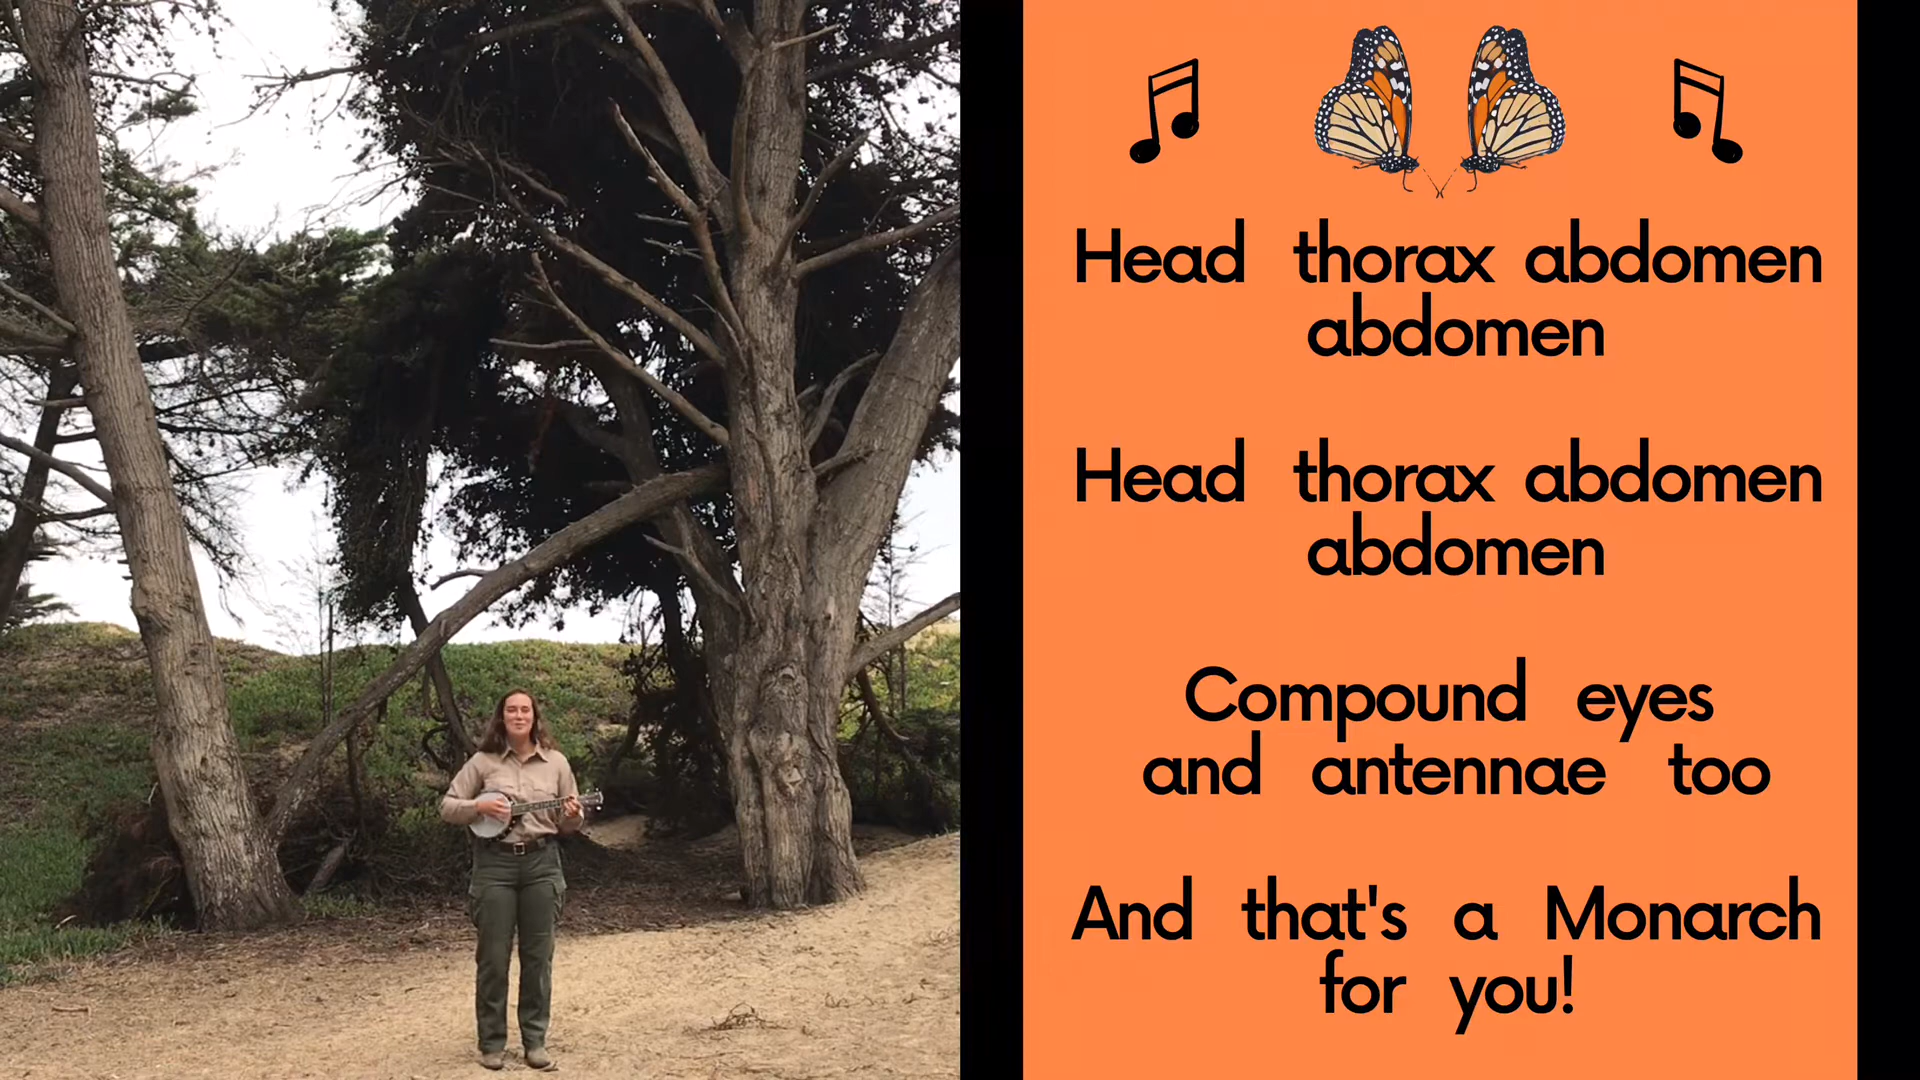 Head thorax abdomen
abdomen
Head thorax abdomen
abdomen
Compound eyes
and antennae too
And that's a Monarch
for you!